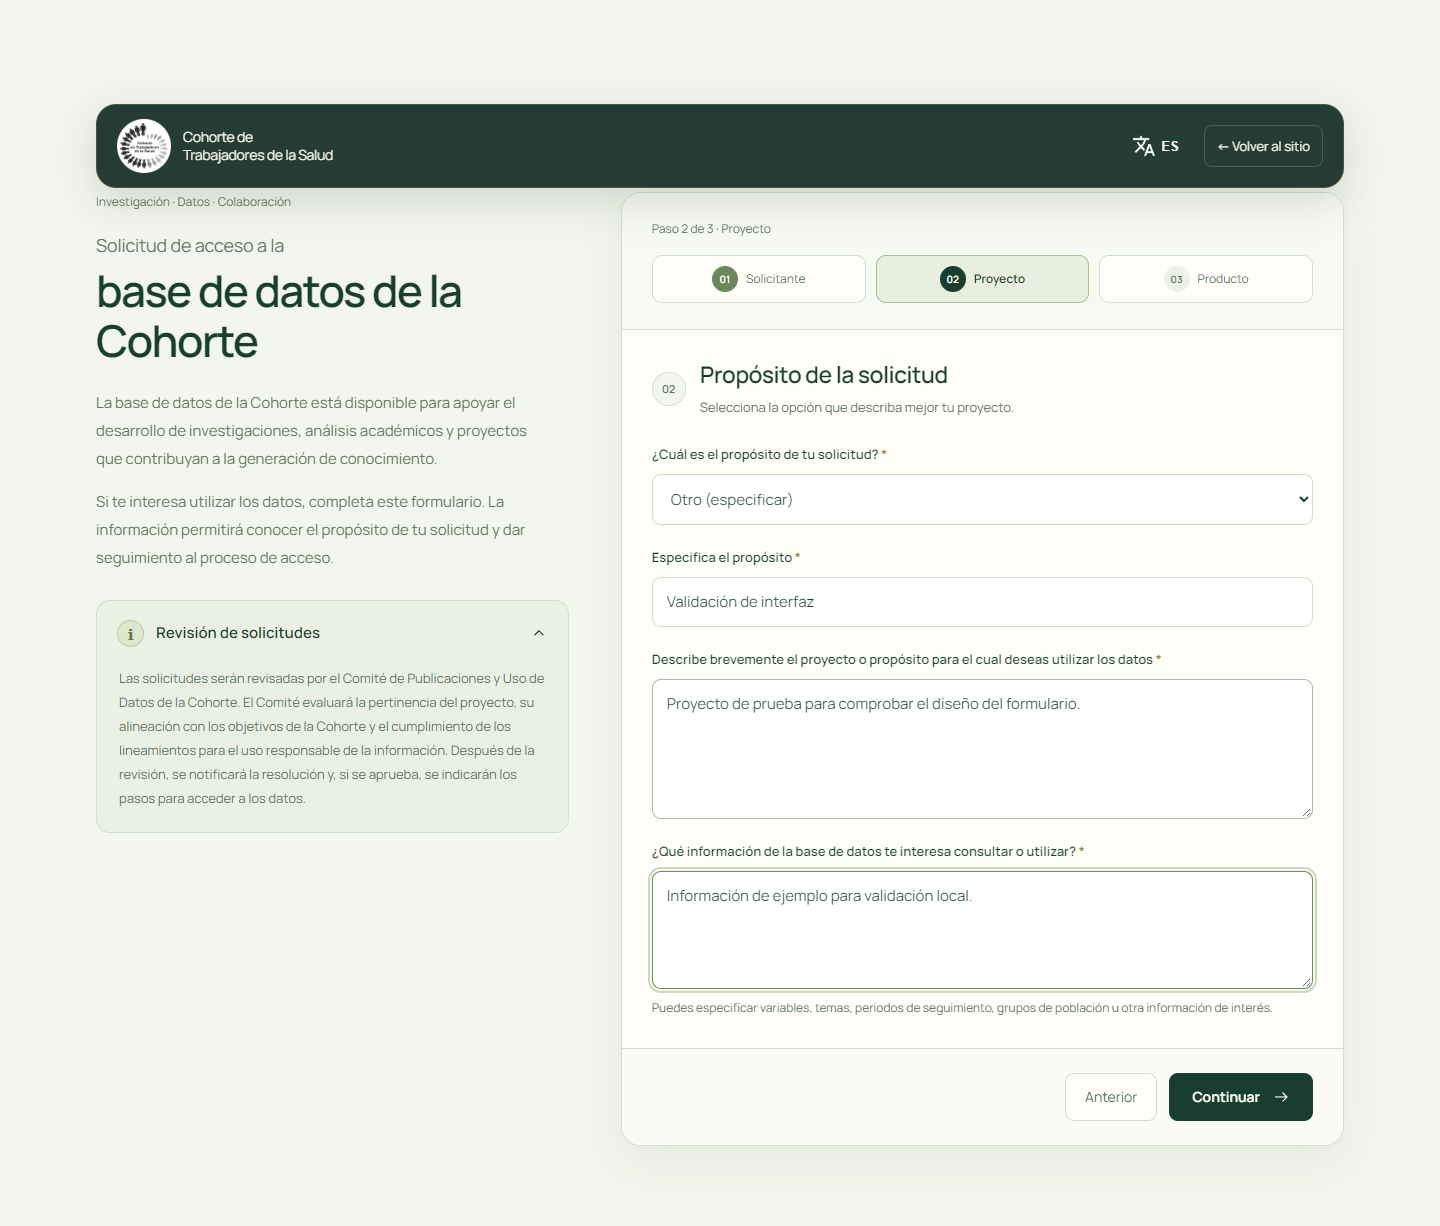 Cohorte de
Trabajadores de la Salud
ES
← Volver al sitio
Investigación · Datos · Colaboración
Solicitud de acceso a la
base de datos de la
Cohorte
La base de datos de la Cohorte está disponible para apoyar el
desarrollo de investigaciones, análisis académicos y proyectos
que contribuyan a la generación de conocimiento.
Si te interesa utilizar los datos, completa este formulario. La
información permitirá conocer el propósito de tu solicitud y dar
seguimiento al proceso de acceso.
i
Revisión de solicitudes
Las solicitudes serán revisadas por el Comité de Publicaciones y Uso de
Datos de la Cohorte. El Comité evaluará la pertinencia del proyecto, su
alineación con los objetivos de la Cohorte y el cumplimiento de los
lineamientos para el uso responsable de la información. Después de la
revisión, se notificará la resolución y, si se aprueba, se indicarán los
pasos para acceder a los datos.
Paso 2 de 3 · Proyecto
01 Solicitante
02 Proyecto
03 Producto
02
Propósito de la solicitud
Selecciona la opción que describa mejor tu proyecto.
¿Cuál es el propósito de tu solicitud? *
Otro (especificar)
Especifica el propósito *
Validación de interfaz
Describe brevemente el proyecto o propósito para el cual deseas utilizar los datos *
Proyecto de prueba para comprobar el diseño del formulario.
¿Qué información de la base de datos te interesa consultar o utilizar? *
Información de ejemplo para validación local.
Puedes especificar variables, temas, periodos de seguimiento, grupos de población u otra información de interés.
Anterior
Continuar →